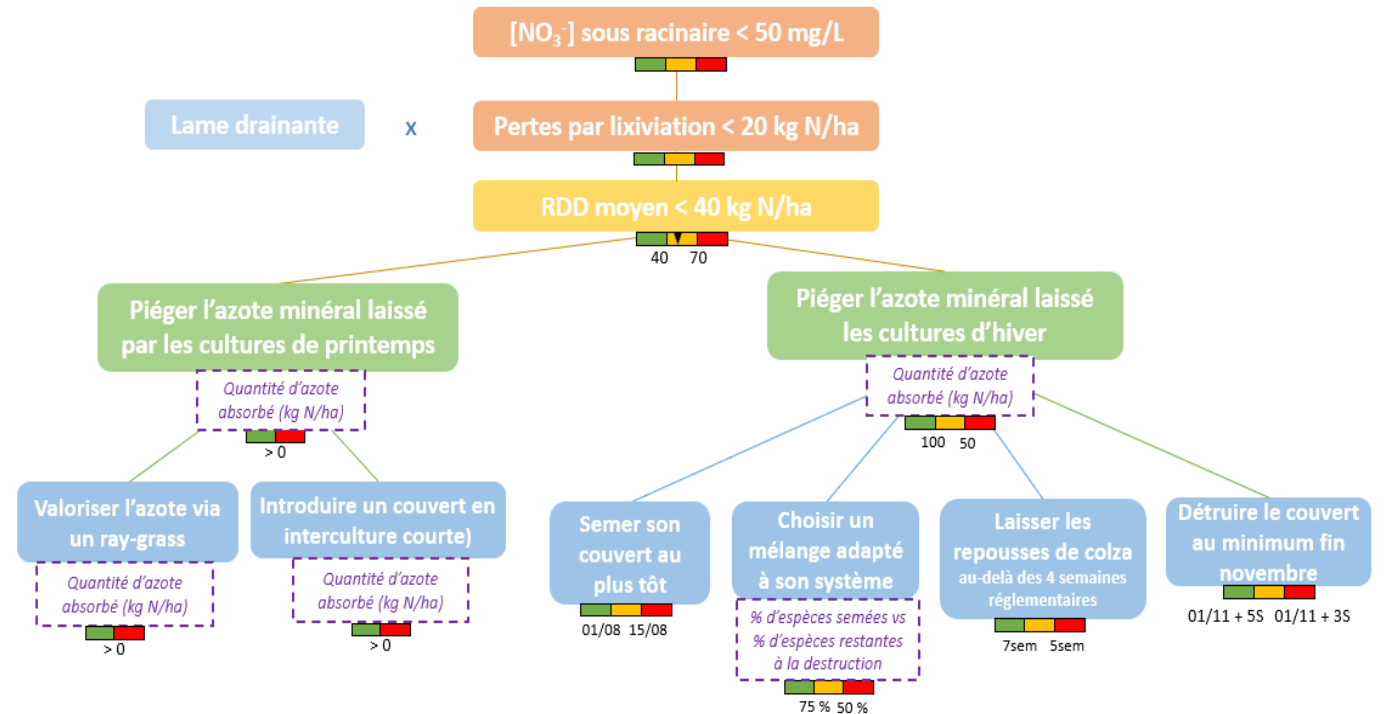 [NO₃⁻] sous racinaire < 50 mg/L
Lame drainante
x
Pertes par lixiviation < 20 kg N/ha
RDD moyen < 40 kg N/ha
40 70
Piéger l’azote minéral laissé
par les cultures de printemps
Quantité d’azote
absorbé (kg N/ha)
> 0
Piéger l’azote minéral laissé
les cultures d’hiver
Quantité d’azote
absorbé (kg N/ha)
100 50
Valoriser l’azote via
un ray-grass
Quantité d’azote
absorbé (kg N/ha)
> 0
Introduire un couvert en
interculture courte)
Quantité d’azote
absorbé (kg N/ha)
> 0
Semer son
couvert au
plus tôt
01/08 15/08
Choisir un
mélange adapté
à son système
% d’espèces semées vs
% d’espèces restantes
à la destruction
75 % 50 %
Laisser les
repousses de colza
au-delà des 4 semaines
réglementaires
7sem 5sem
Détruire le couvert
au minimum fin
novembre
01/11 + 5S 01/11 + 3S